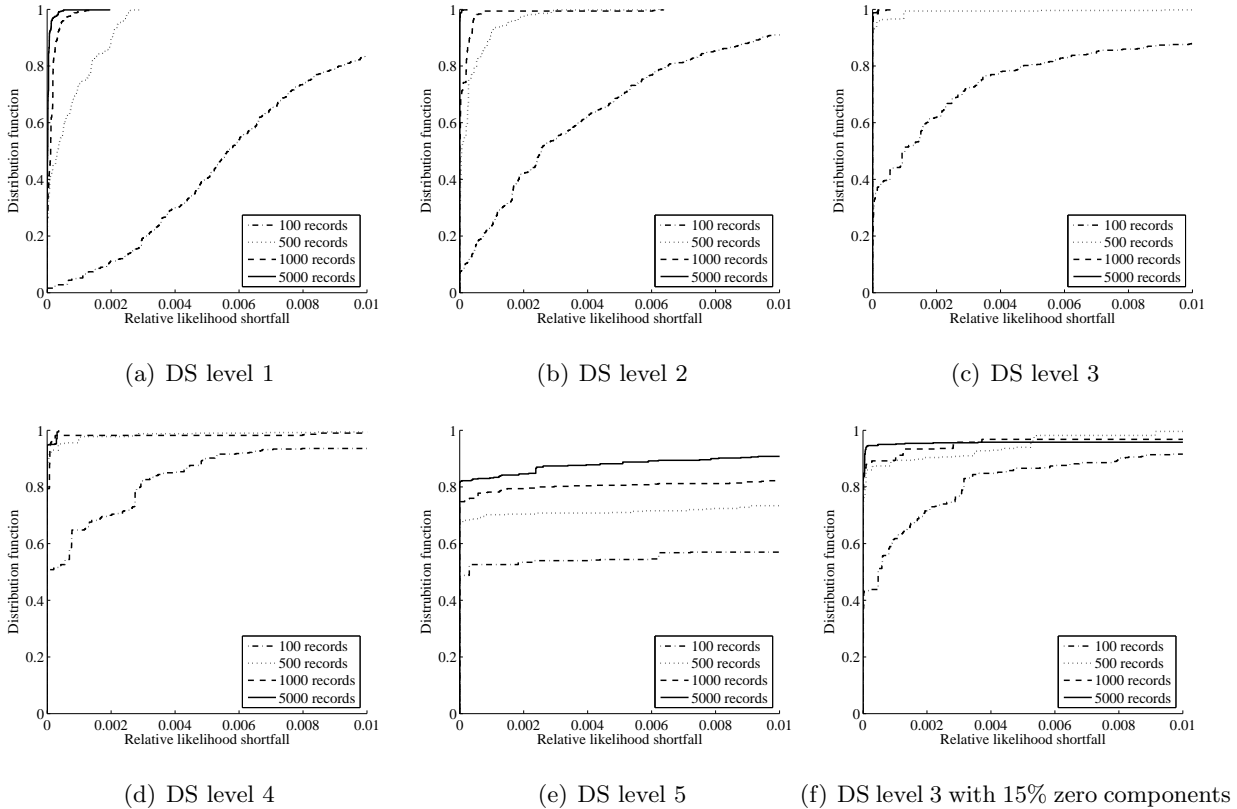 1
0.8
0.6
0.4
0.2
0
Distribution function
0 0.002 0.004 0.006 0.008 0.01
Relative likelihood shortfall
100 records
500 records
1000 records
5000 records
(a) DS level 1
1
0.8
0.6
0.4
0.2
0
Distribution function
0 0.002 0.004 0.006 0.008 0.01
Relative likelihood shortfall
100 records
500 records
1000 records
5000 records
(b) DS level 2
1
0.8
0.6
0.4
0.2
0
Distribution function
0 0.002 0.004 0.006 0.008 0.01
Relative likelihood shortfall
100 records
500 records
1000 records
5000 records
(c) DS level 3
1
0.8
0.6
0.4
0.2
0
Distribution function
0 0.002 0.004 0.006 0.008 0.01
Relative likelihood shortfall
100 records
500 records
1000 records
5000 records
(d) DS level 4
1
0.8
0.6
0.4
0.2
0
Distrubition function
0 0.002 0.004 0.006 0.008 0.01
Relative likelihood shortfall
100 records
500 records
1000 records
5000 records
(e) DS level 5
1
0.8
0.6
0.4
0.2
0
Distribution function
0 0.002 0.004 0.006 0.008 0.01
Relative likelihood shortfall
100 records
500 records
1000 records
5000 records
(f) DS level 3 with 15% zero components